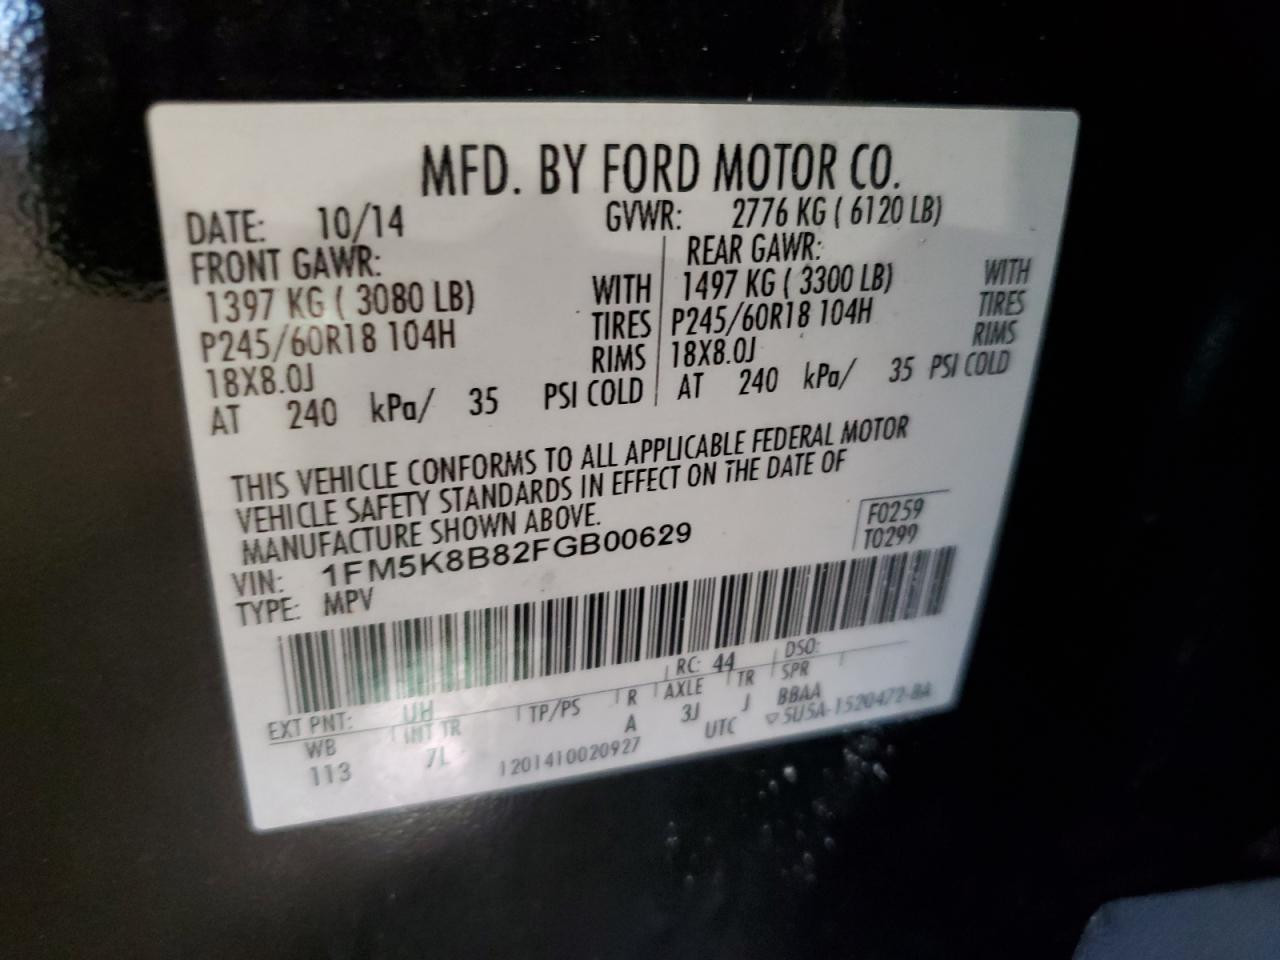 MFD. BY FORD MOTOR CO.
DATE: 10/14 GVWR: 2776 KG ( 6120 LB)
FRONT GAWR: REAR GAWR:
1397 KG ( 3080 LB) WITH 1497 KG ( 3300 LB) WITH
P245/60R18 104H TIRES P245/60R18 104H TIRES
18X8.0J RIMS 18X8.0J RIMS
AT 240 kPa/ 35 PSI COLD AT 240 kPa/ 35 PSI COLD
THIS VEHICLE CONFORMS TO ALL APPLICABLE FEDERAL MOTOR
VEHICLE SAFETY STANDARDS IN EFFECT ON THE DATE OF
MANUFACTURE SHOWN ABOVE.
F0259
T0299
VIN: 1FM5K8B82FGB00629
TYPE: MPV
EXT PNT: UH RC: 44 DSO:
WB INT TR TP/PS R AXLE TR SPR
113 7L A 3J J BBAA
1201410020927 UTC ▽5U5A-1520472-BA